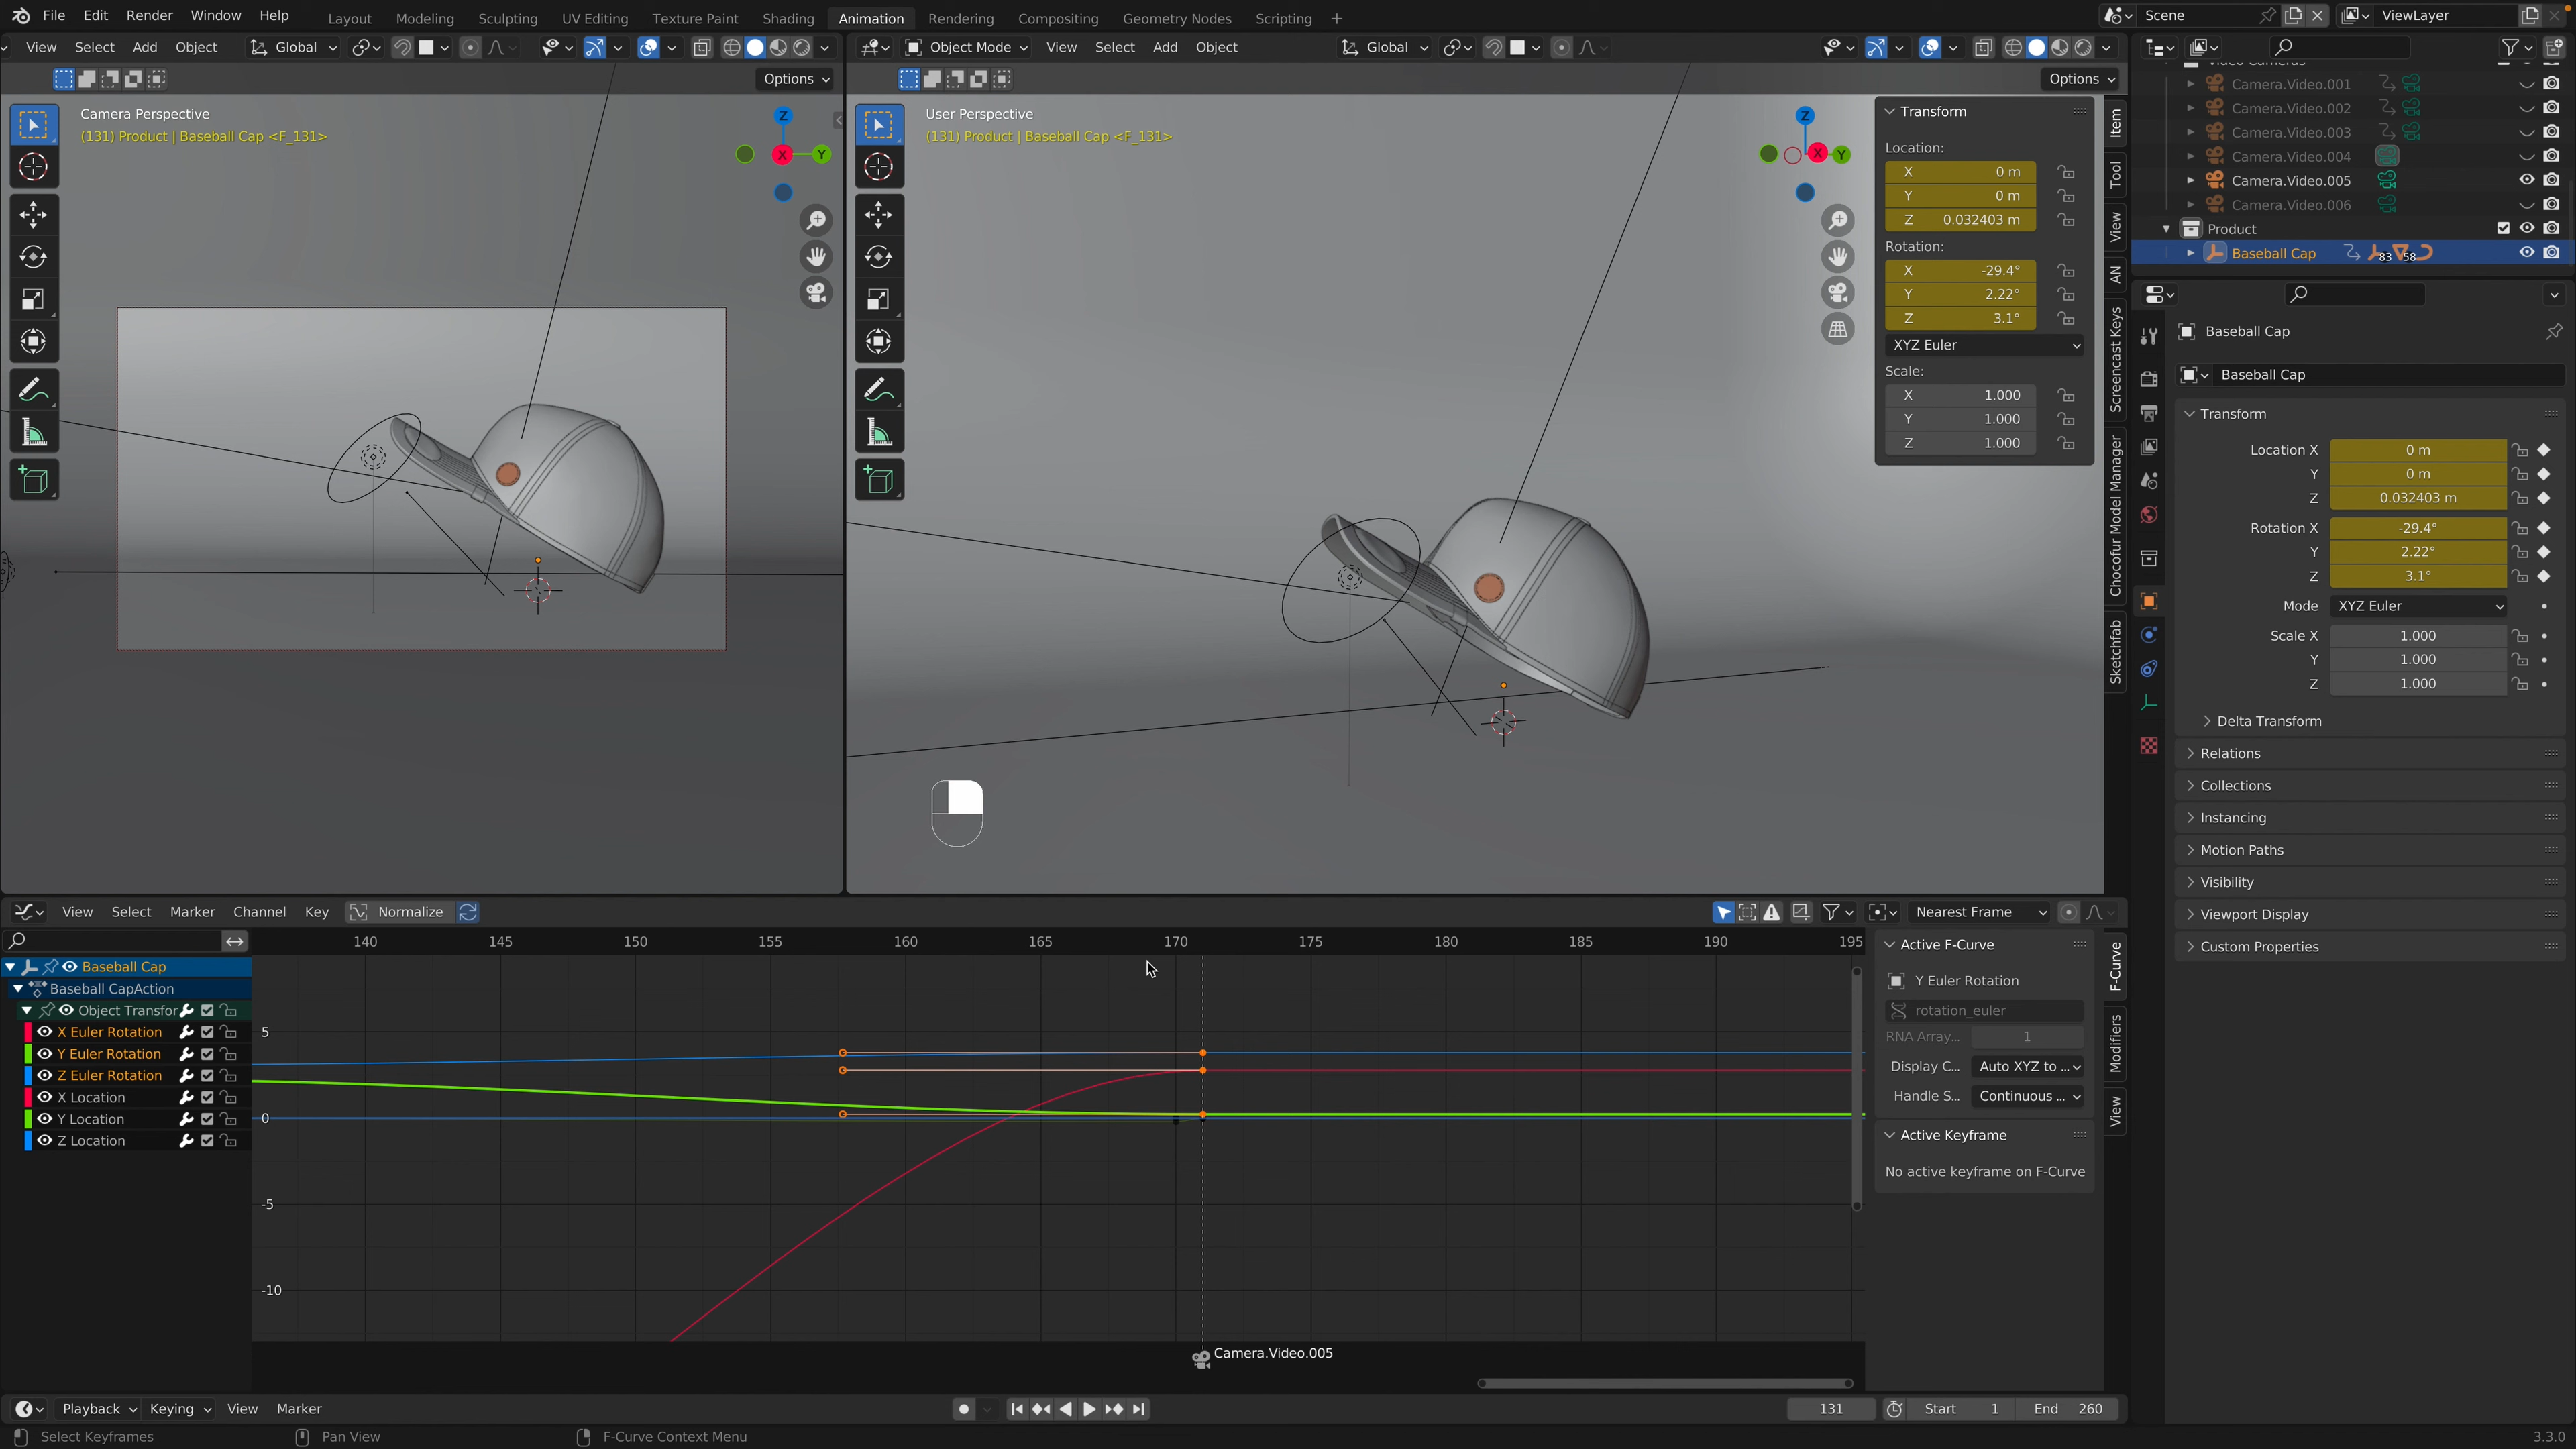 File Edit Render Window Help
Layout Modeling Sculpting UV Editing Texture Paint Shading Animation Rendering Compositing Geometry Nodes Scripting +
Scene ViewLayer
View Select Add Object Global
Object Mode View Select Add Object Global
Options
Options
Camera Perspective
(131) Product | Baseball Cap <F_131>
Z
X
Y
User Perspective
(131) Product | Baseball Cap <F_131>
Z
X
Y
Transform
Location:
X 0 m
Y 0 m
Z 0.032403 m
Rotation:
X -29.4°
Y 2.22°
Z 3.1°
XYZ Euler
Scale:
X 1.000
Y 1.000
Z 1.000
Item
Tool
View
AN
Screencast Keys
Chocofur Model Manager
Sketchfab
Camera.Video.001
Camera.Video.002
Camera.Video.003
Camera.Video.004
Camera.Video.005
Camera.Video.006
Product
Baseball Cap 83 58
Baseball Cap
Baseball Cap
Transform
Location X 0 m
Y 0 m
Z 0.032403 m
Rotation X -29.4°
Y 2.22°
Z 3.1°
Mode XYZ Euler
Scale X 1.000
Y 1.000
Z 1.000
Delta Transform
Relations
Collections
Instancing
Motion Paths
Visibility
Viewport Display
Custom Properties
View Select Marker Channel Key Normalize Nearest Frame
140 145 150 155 160 165 170 175 180 185 190 195
Baseball Cap
Baseball CapAction
Object Transfor
X Euler Rotation
Y Euler Rotation
Z Euler Rotation
X Location
Y Location
Z Location
5
0
-5
-10
Camera.Video.005
Active F-Curve
Y Euler Rotation
rotation_euler
RNA Array... 1
Display C... Auto XYZ to ...
Handle S... Continuous ...
Active Keyframe
No active keyframe on F-Curve
F-Curve
Modifiers
View
Playback Keying View Marker
131 Start 1 End 260
Select Keyframes Pan View F-Curve Context Menu 3.3.0